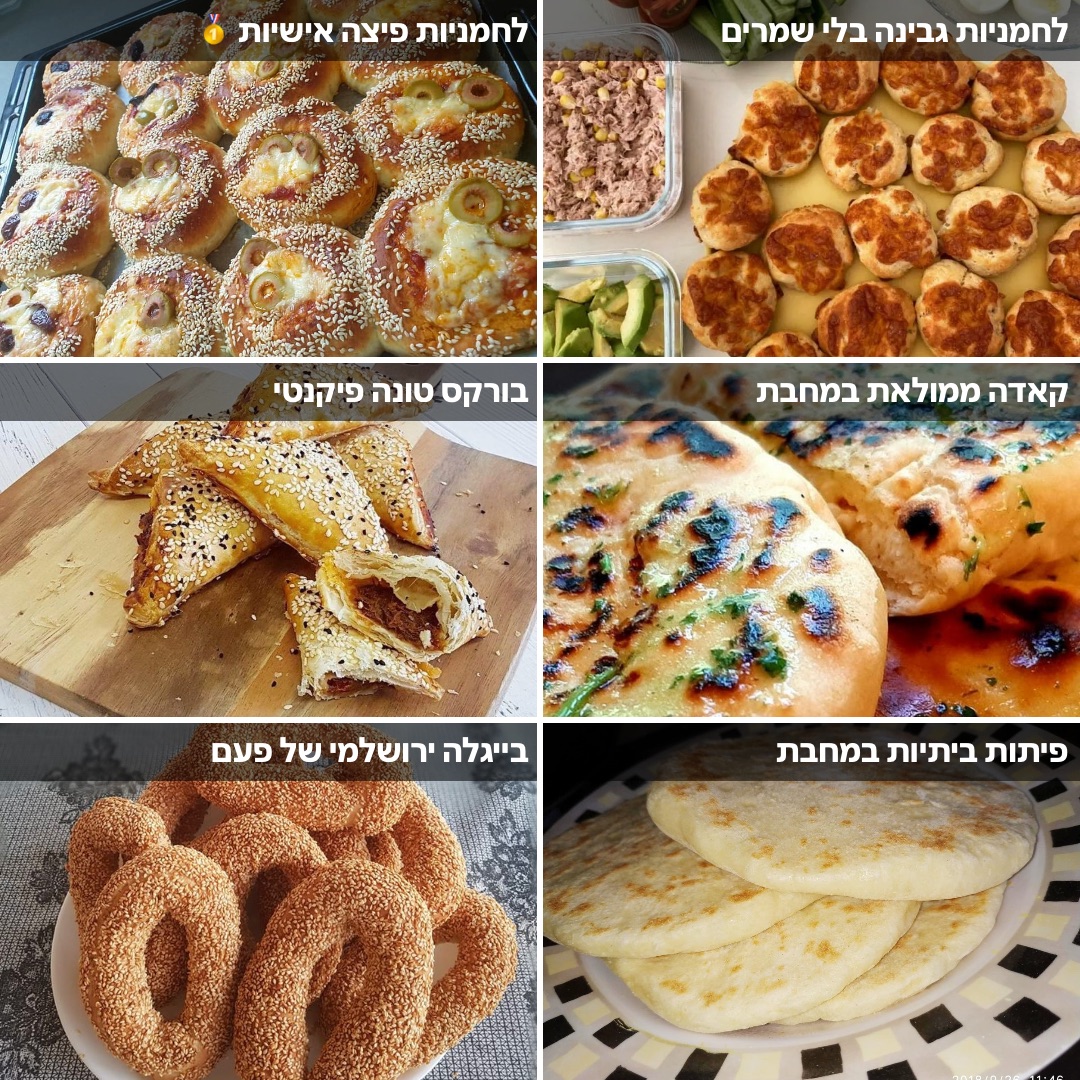 לחמניות גבינה בלי שמרים
לחמניות פיצה אישיות 🥇
קאדה ממולאת במחבת
בורקס טונה פיקנטי
פיתות ביתיות במחבת
בייגלה ירושלמי של פעם